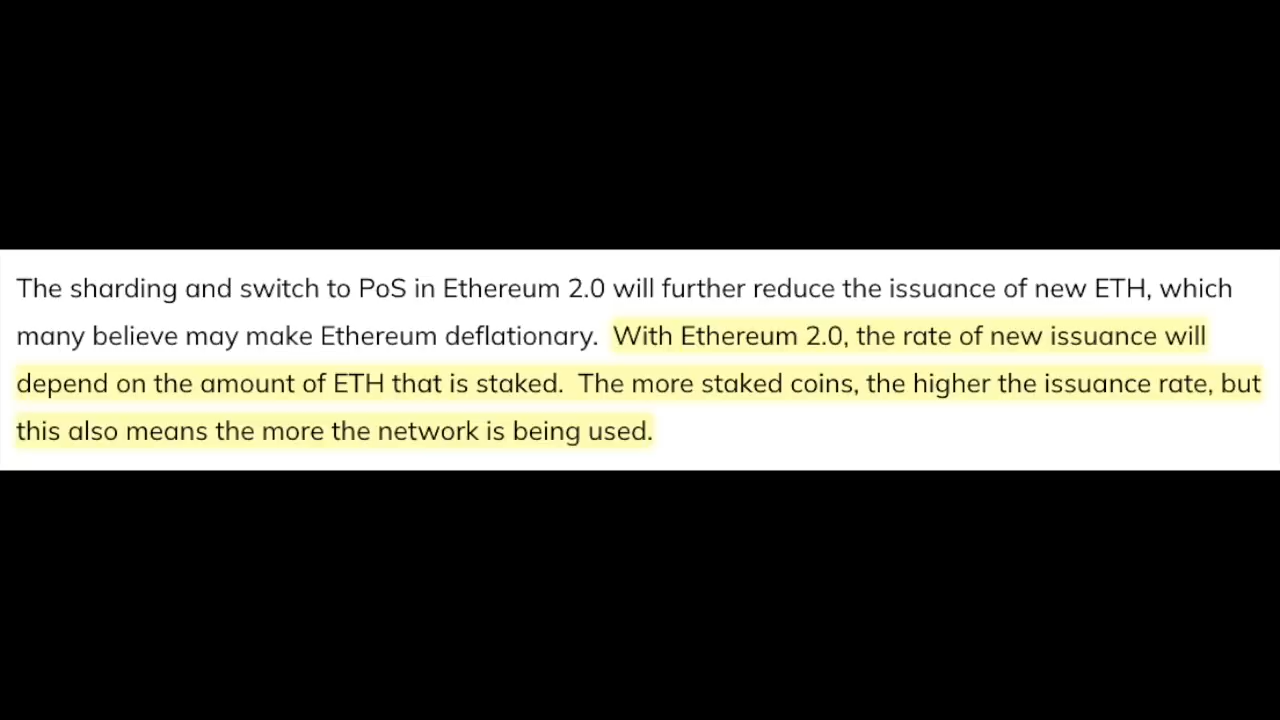 The sharding and switch to PoS in Ethereum 2.0 will further reduce the issuance of new ETH, which
many believe may make Ethereum deflationary.  With Ethereum 2.0, the rate of new issuance will
depend on the amount of ETH that is staked.  The more staked coins, the higher the issuance rate, but
this also means the more the network is being used.